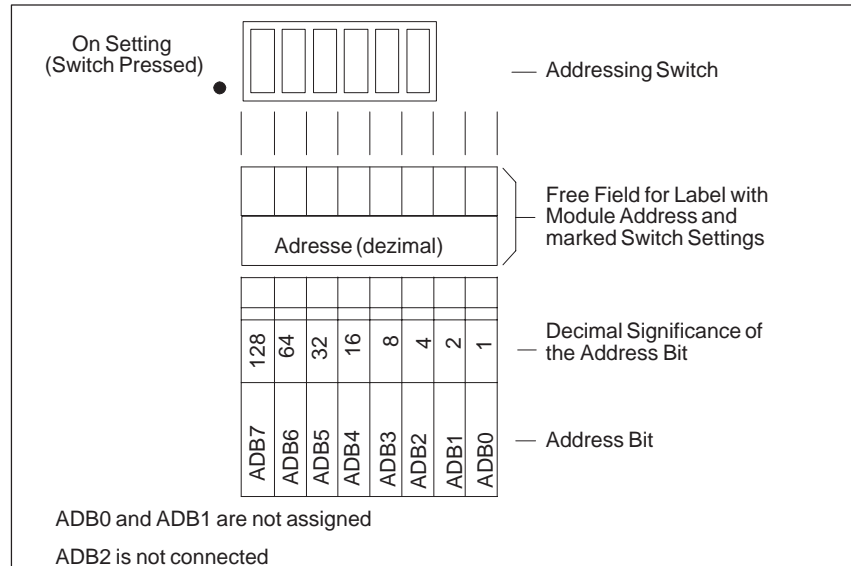 On Setting
(Switch Pressed)
Addressing Switch
Free Field for Label with
Module Address and
marked Switch Settings
Adresse (dezimal)
128 64 32 16 8 4 2 1
Decimal Significance of
the Address Bit
ADB7 ADB6 ADB5 ADB4 ADB3 ADB2 ADB1 ADB0
Address Bit
ADB0 and ADB1 are not assigned
ADB2 is not connected